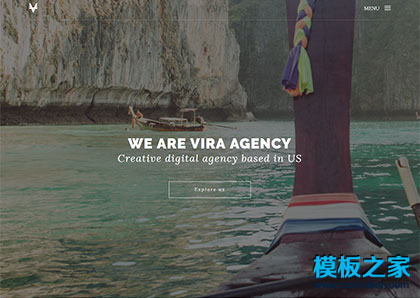 MENU
WE ARE VIRA AGENCY
Creative digital agency based in US
Explore us
模板之家